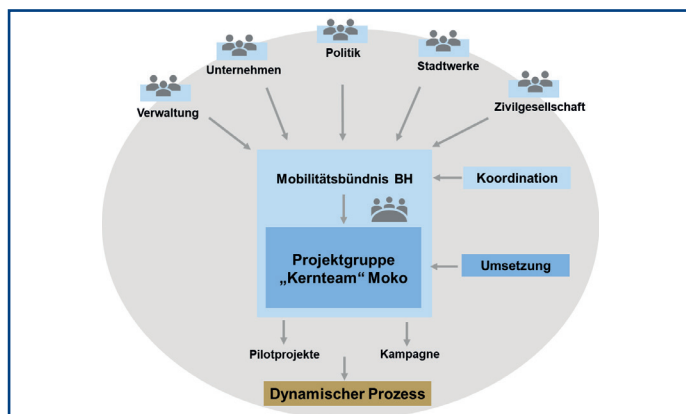 Politik
Unternehmen
Stadtwerke
Verwaltung
Zivilgesellschaft
Mobilitätsbündnis BH
Koordination
Projektgruppe
„Kernteam“ Moko
Umsetzung
Pilotprojekte
Kampagne
Dynamischer Prozess